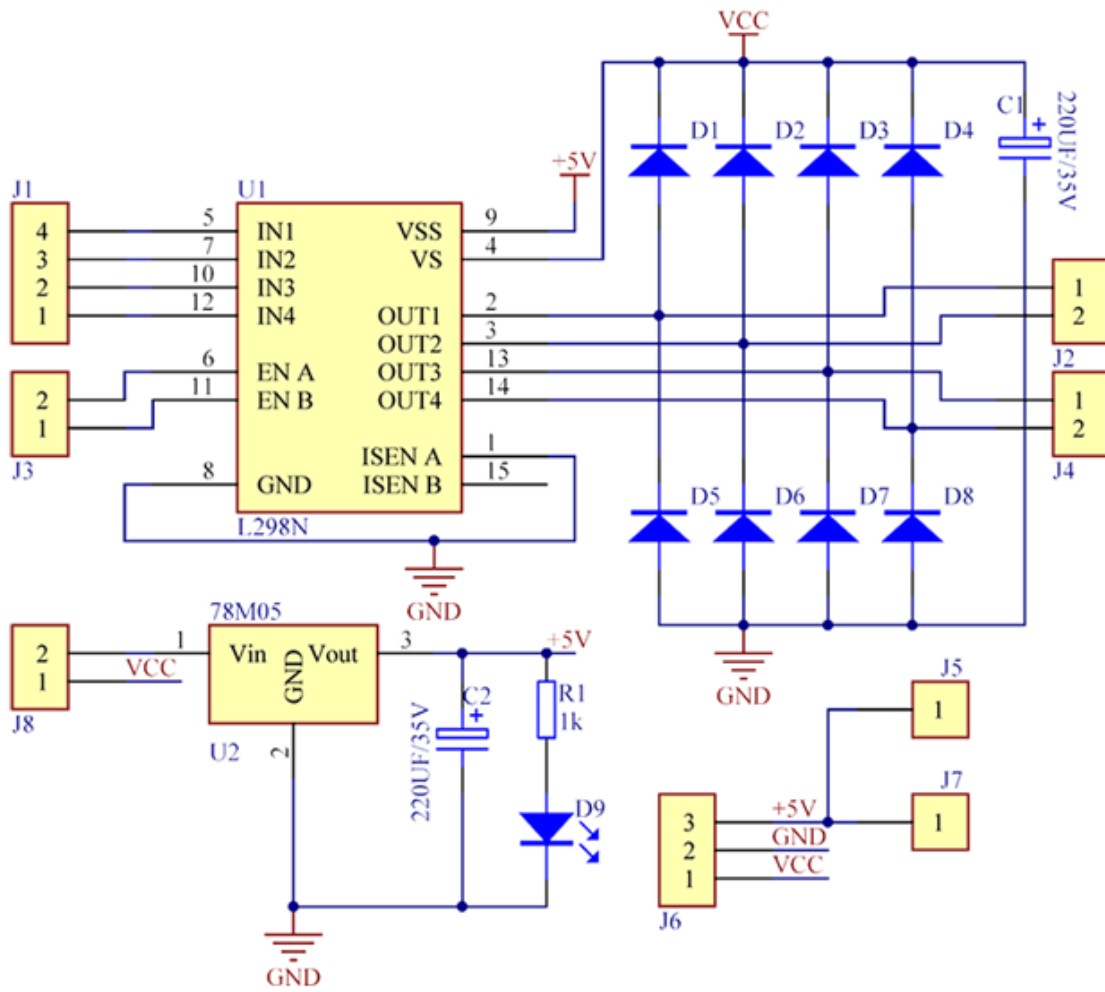 VCC
C1
+
220UF/35V
D1 D2 D3 D4
+5V
J1
4
3
2
1
U1
5 IN1
7 IN2
10 IN3
12 IN4
6 EN A
11 EN B
8 GND
VSS 9
VS 4
OUT1 2
OUT2 3
OUT3 13
OUT4 14
ISEN A 1
ISEN B 15
L298N
2
1
J3
1
2
J2
1
2
J4
D5 D6 D7 D8
GND
GND
78M05
2
1
J8
VCC
1 Vin
GND
Vout 3
U2
2
+5V
C2
+
220UF/35V
R1
1k
D9
GND
J5
1
J7
1
3 +5V
2 GND
1 VCC
J6